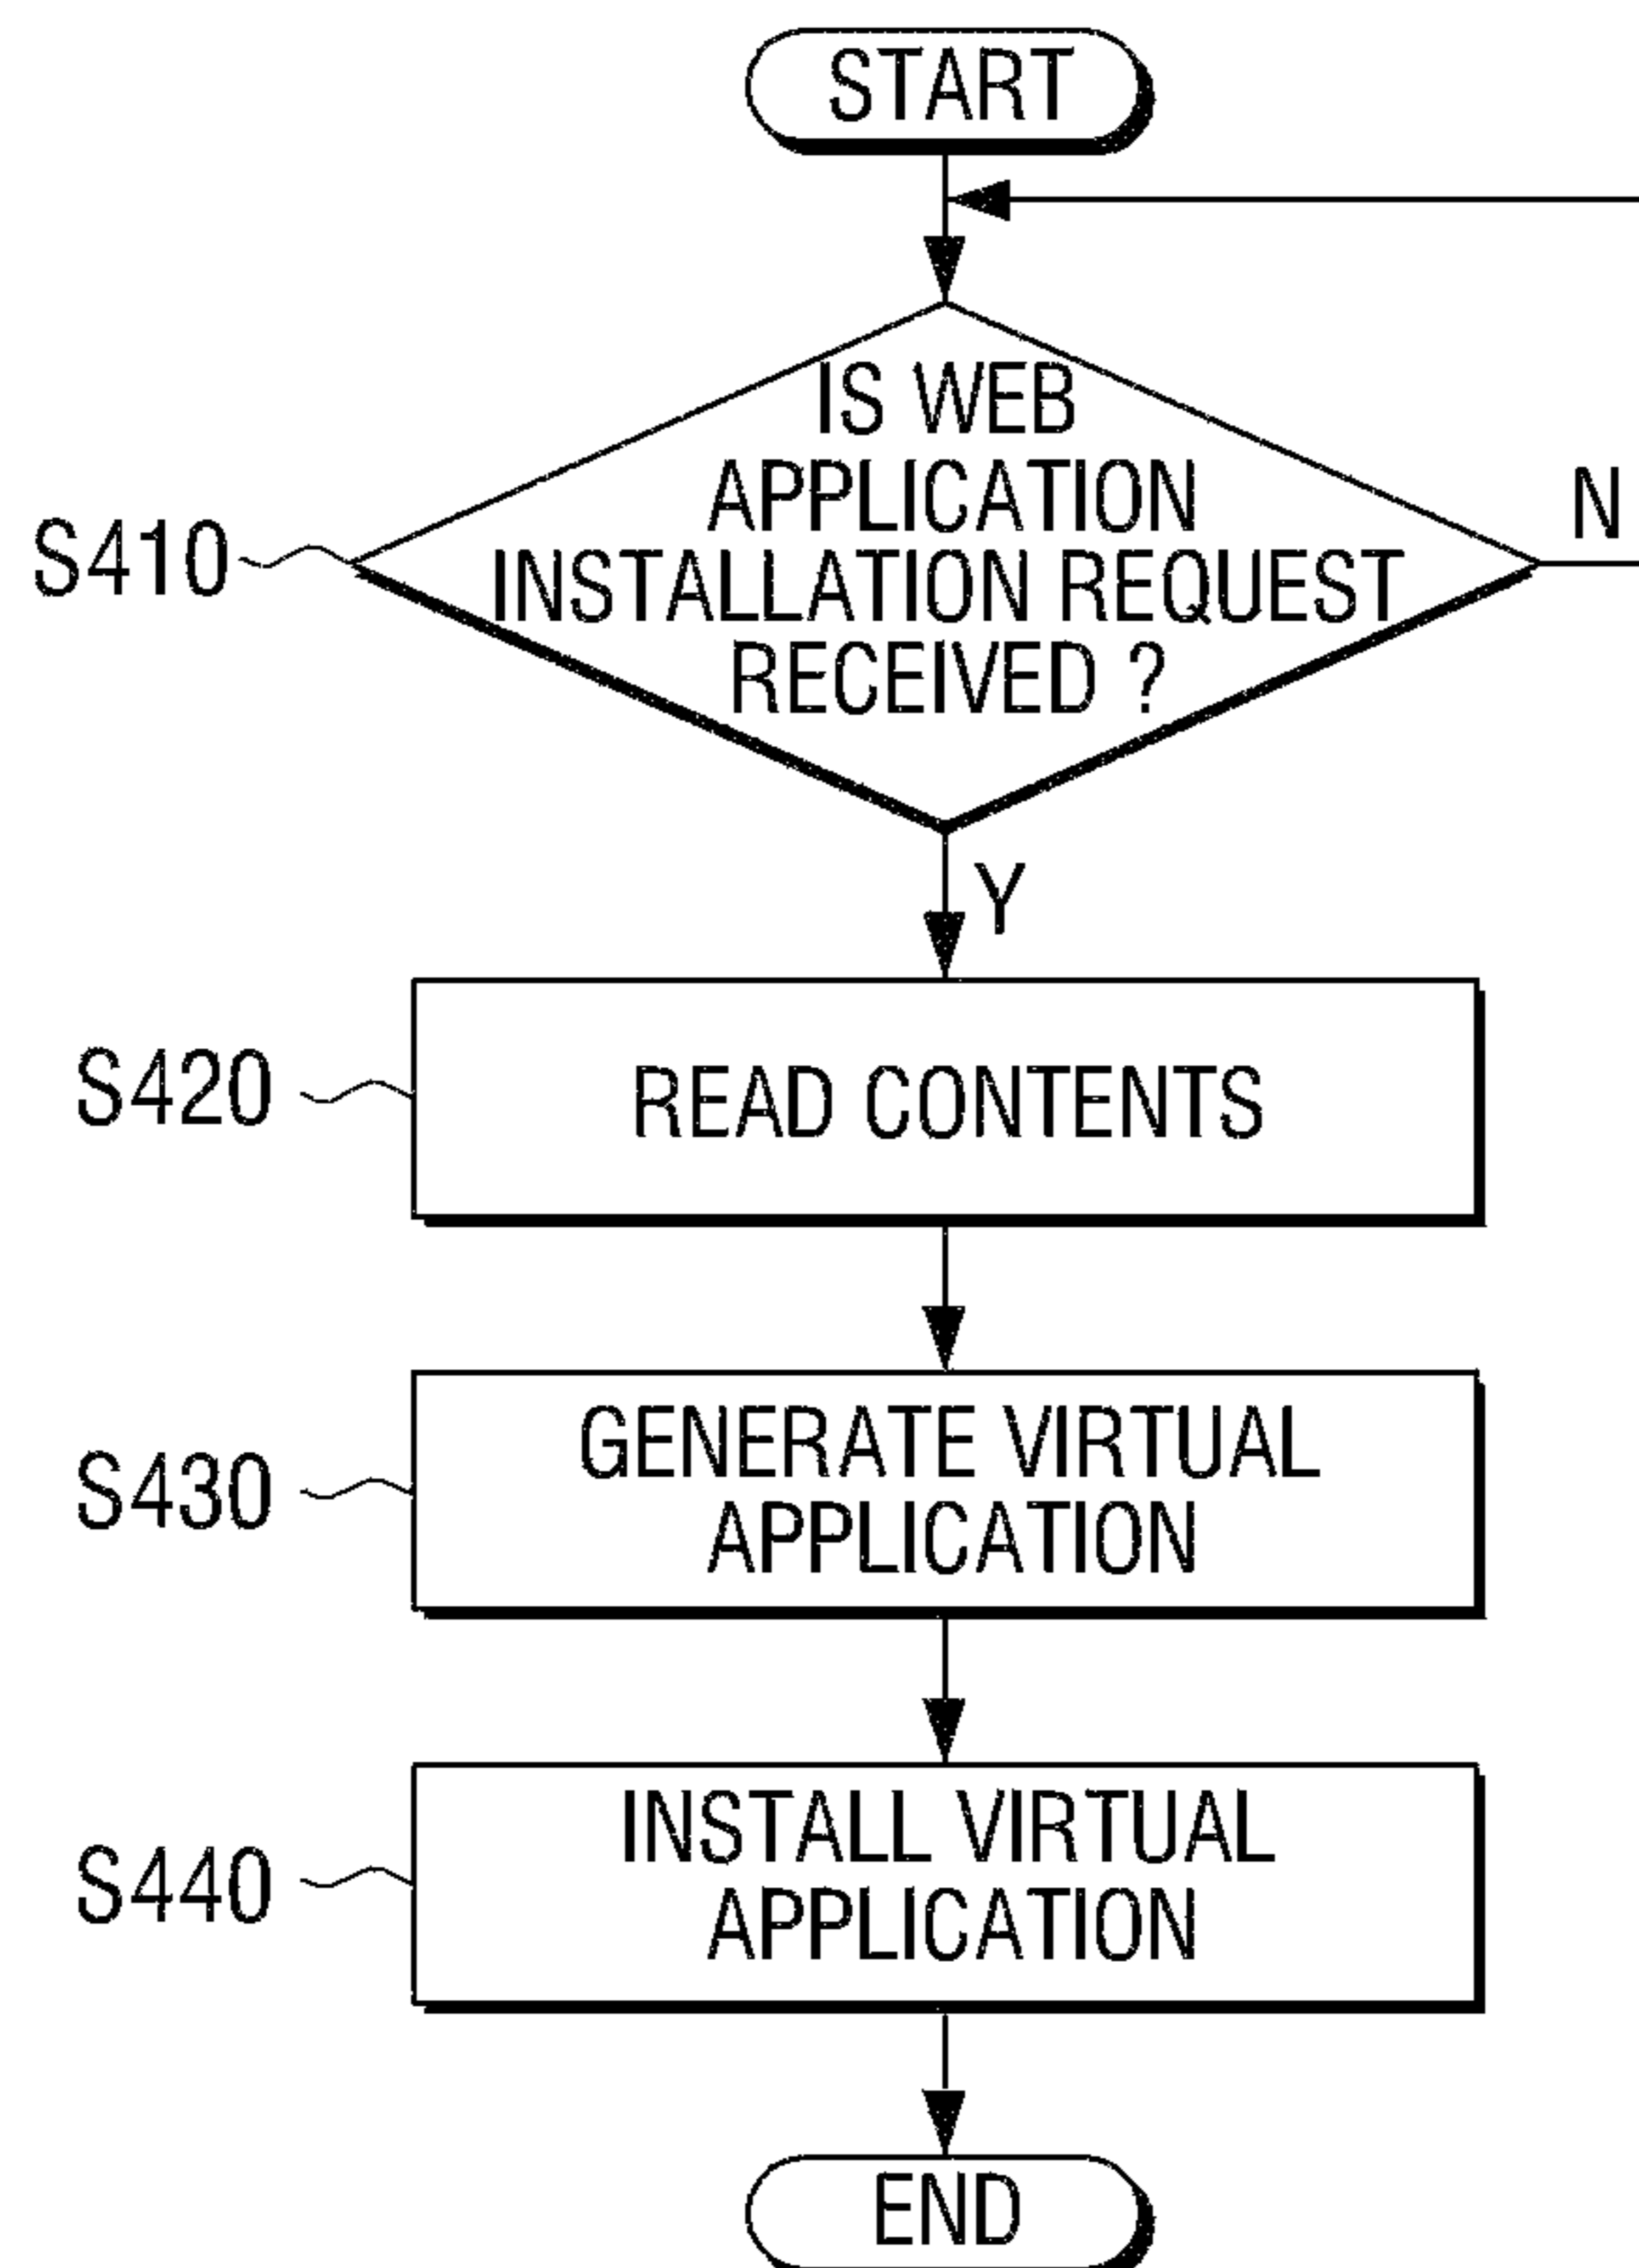 START
IS WEB
APPLICATION
INSTALLATION REQUEST
RECEIVED ?
N
S410
Y
S420
READ CONTENTS
S430
GENERATE VIRTUAL
APPLICATION
S440
INSTALL VIRTUAL
APPLICATION
END